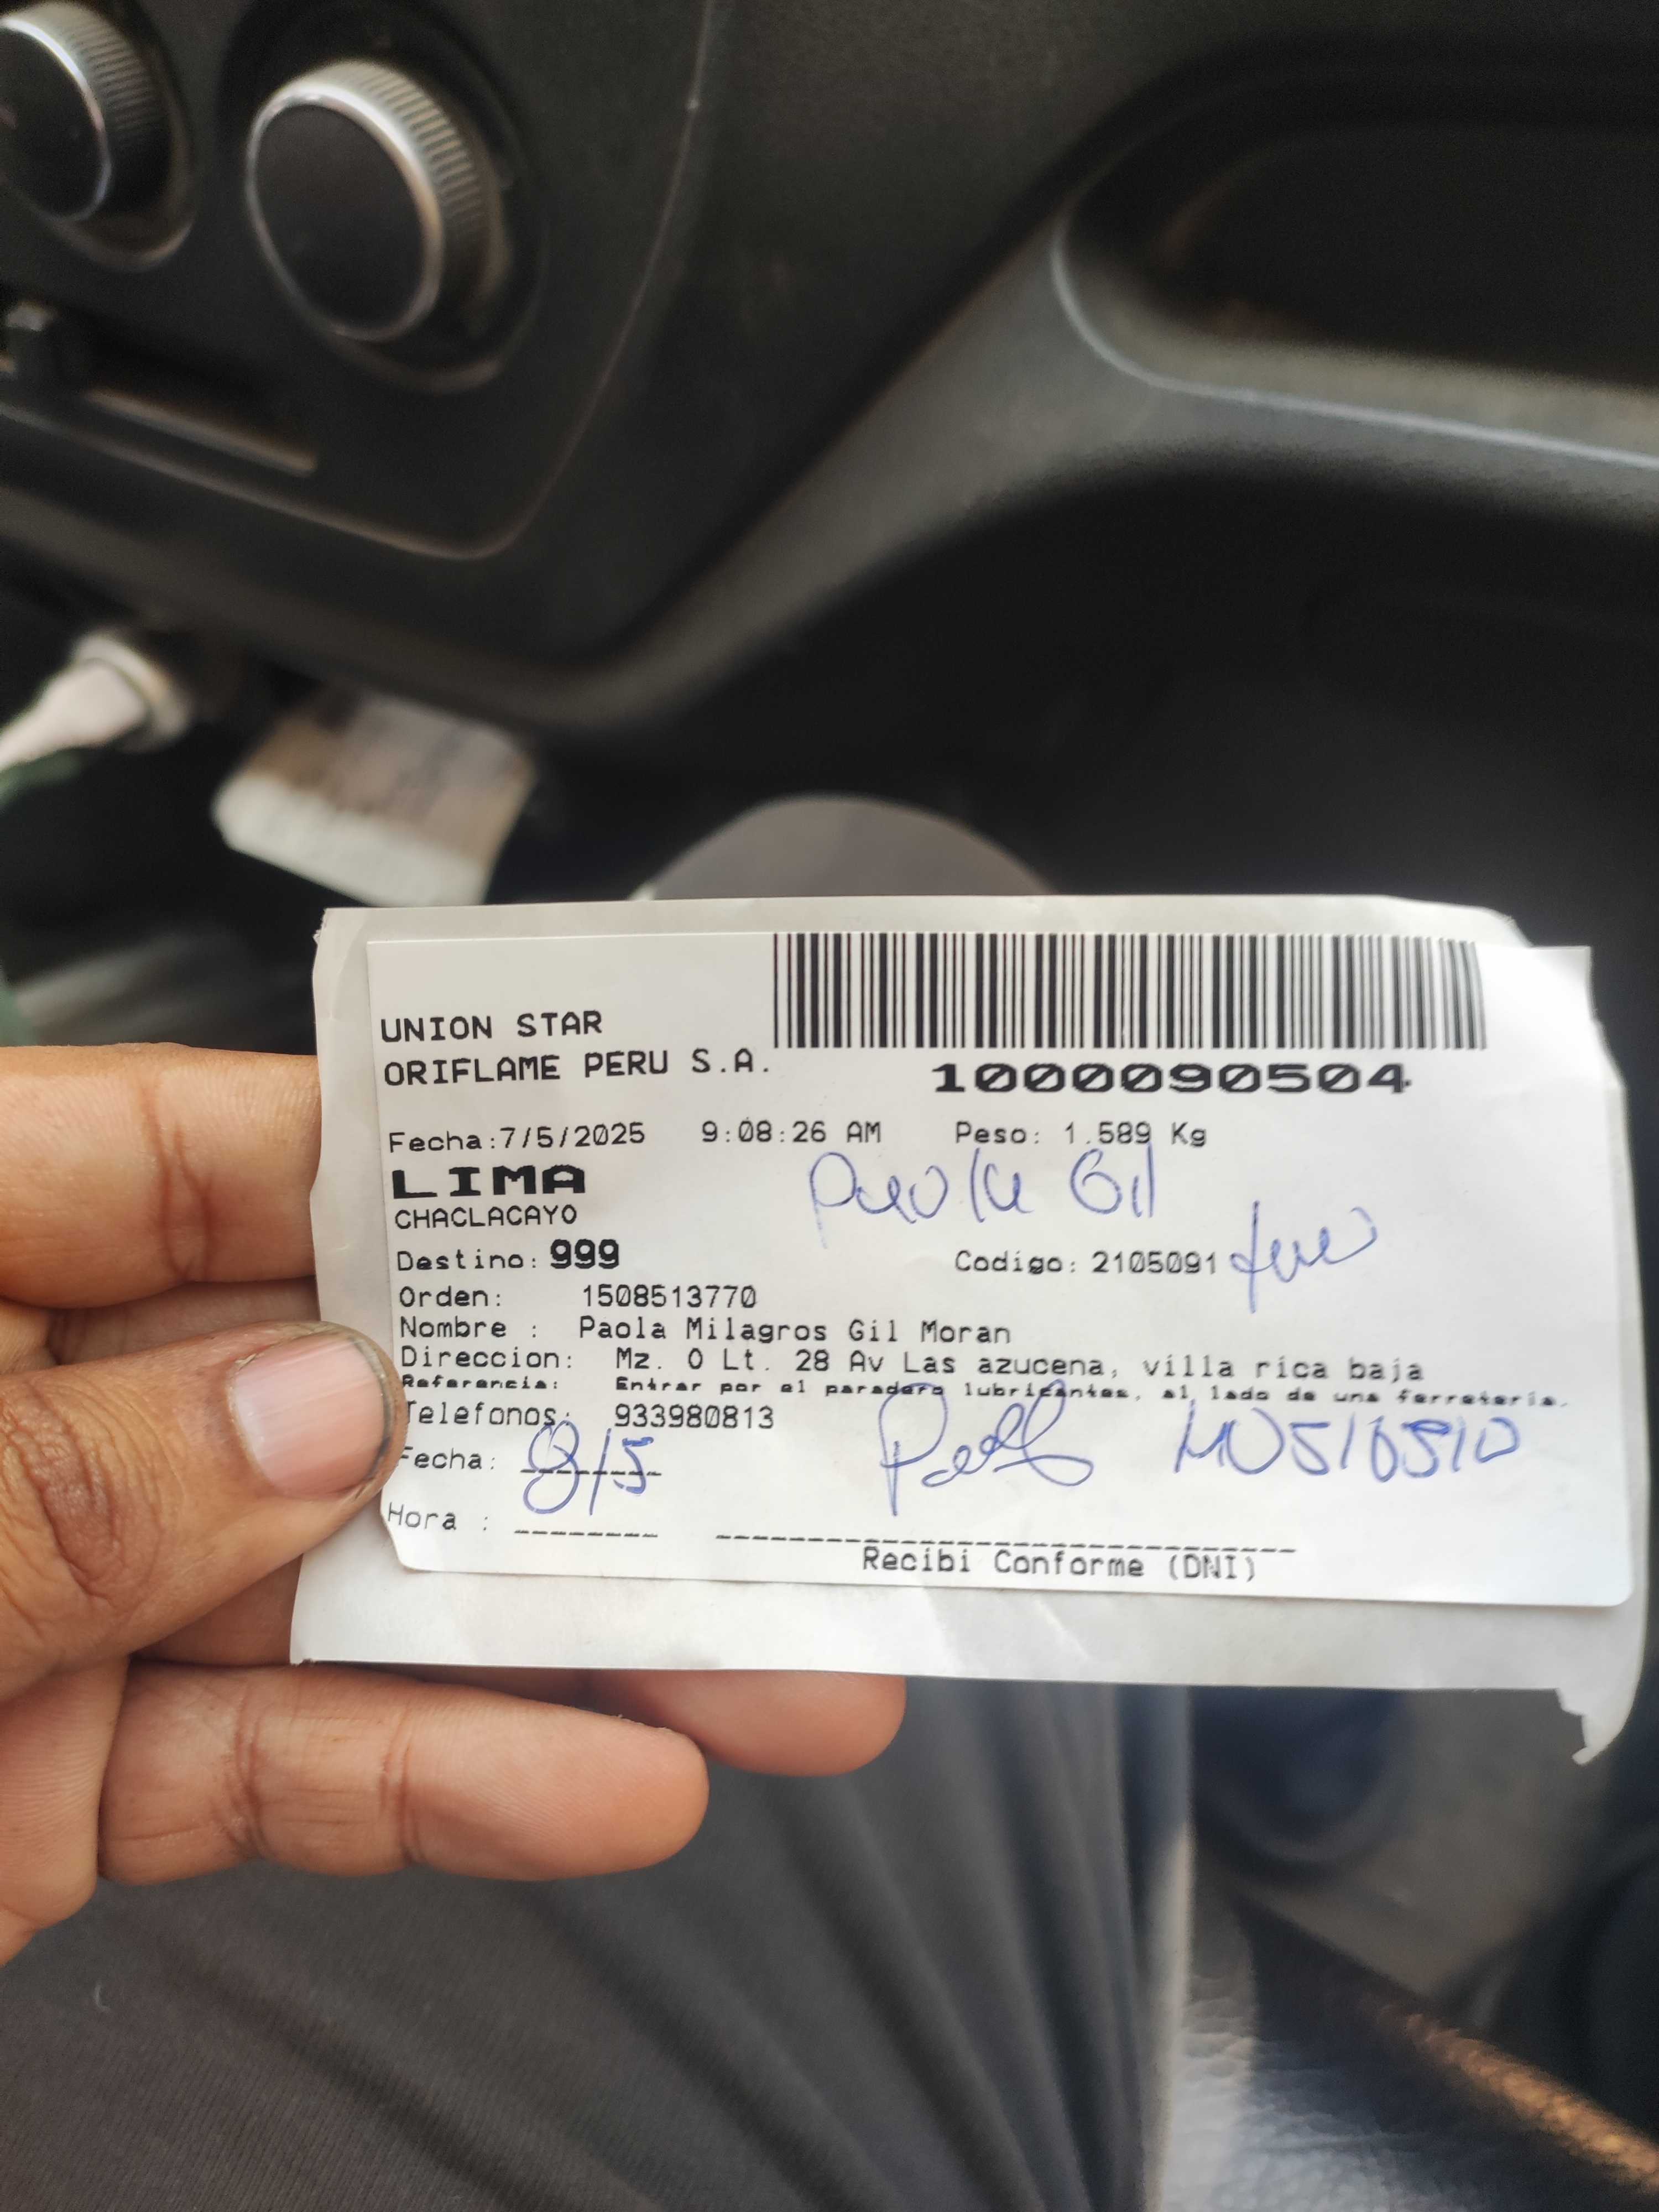 UNION STAR
ORIFLAME PERU S.A.
1000090504
Fecha:7/5/2025 9:08:26 AM Peso: 1.589 Kg
LIMA
Paola Gil
CHACLACAYO
Destino: 999 Codigo: 2105091
Orden: 1508513770
Nombre : Paola Milagros Gil Moran
Direccion: Mz. O Lt. 28 Av Las azucena, villa rica baja
Referencia: Entrar por el paradero lubricantes, al lado de una ferreteria.
Telefonos: 933980813
Fecha: 8/5
Hora :
Recibi Conforme (DNI)